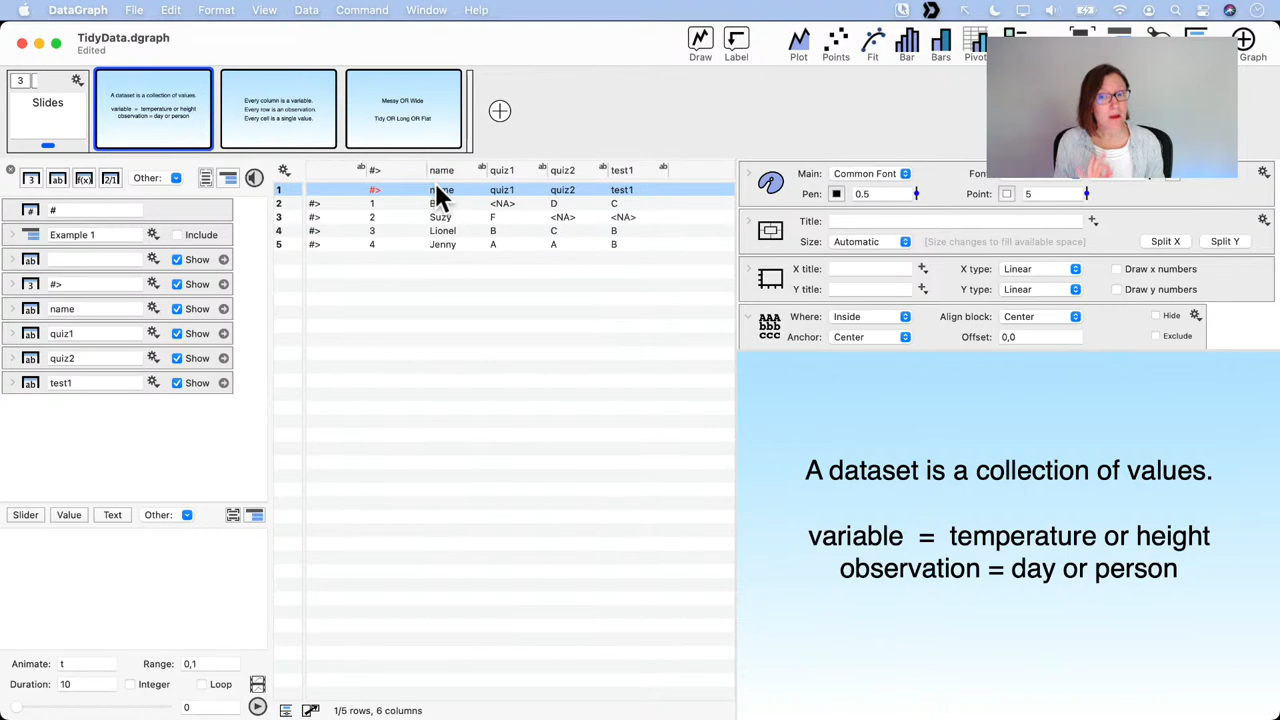 DataGraph File Edit Format View Data Command Window Help
TidyData.dgraph
Edited
Draw Label Plot Points Fit Bar Bars Pivot Graph
3
Slides
A dataset is a collection of values.
variable = temperature or height
observation = day or person
Every column is a variable.
Every row is an observation.
Every cell is a single value.
Messy OR Wide
Tidy OR Long OR Flat
Other:
#
Example 1 Include
Show
#> Show
name Show
quiz1 Show
quiz2 Show
test1 Show
#> name quiz1 quiz2 test1
1 #> name quiz1 quiz2 test1
2 #> 1 <NA> D C
3 #> 2 Suzy F <NA> <NA>
4 #> 3 Lionel B C B
5 #> 4 Jenny A A B
Slider Value Text Other:
Animate: t Range: 0,1
Duration: 10 Integer Loop
0
1/5 rows, 6 columns
Main: Common Font
Pen: 0.5 Point: 5
Title:
Size: Automatic [Size changes to fill available space] Split X Split Y
X title: X type: Linear Draw x numbers
Y title: Y type: Linear Draw y numbers
AAA
bbb
ccc
Where: Inside Align block: Center Hide
Anchor: Center Offset: 0,0 Exclude
A dataset is a collection of values.
variable = temperature or height
observation = day or person